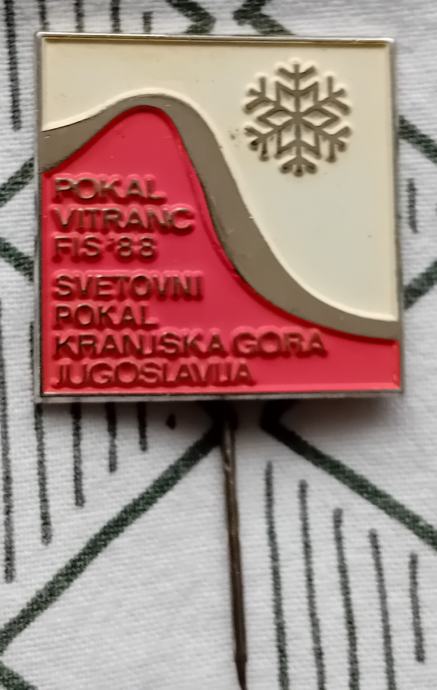 POKAL
VITRANC
FIS '88
SVETOVNI
POKAL
KRANJSKA GORA
JUGOSLAVIJA